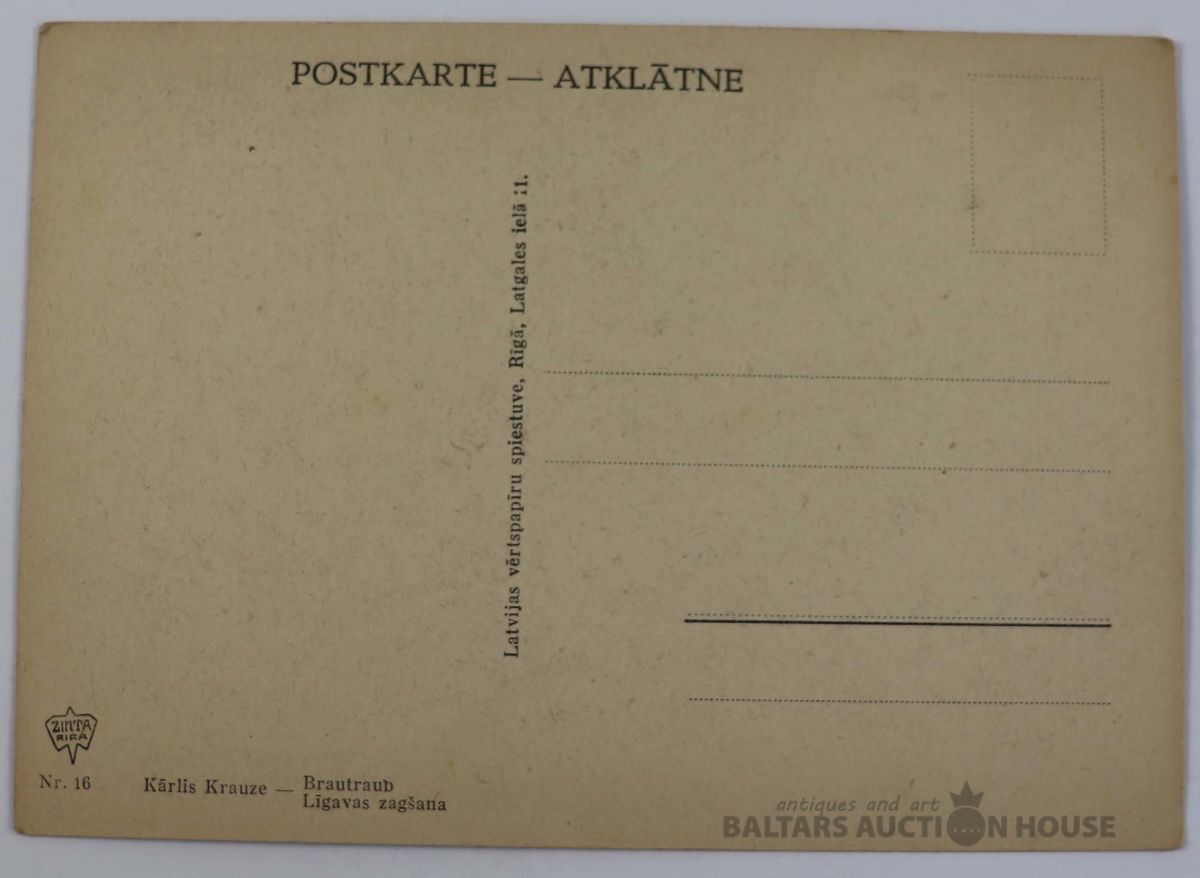 POSTKARTE — ATKLĀTNE
Latvijas vērtspapīru spiestuve, Rīgā, Latgales ielā 11.
ZINTA
RIGA
Nr. 16
Kārlis Krauze — Brautraub
Līgavas zagšana
antiques and art
BALTARS AUCTION HOUSE